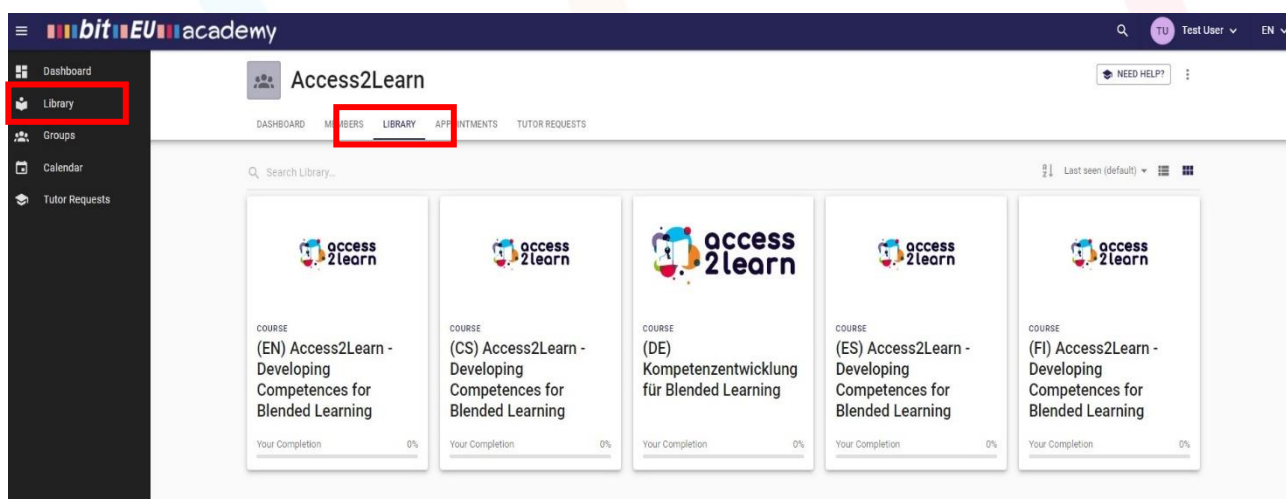 bit EU academy
TU Test User EN
Dashboard
Library
Groups
Calendar
Tutor Requests
Access2Learn
NEED HELP?
DASHBOARD MEMBERS LIBRARY APPOINTMENTS TUTOR REQUESTS
Search Library...
Last seen (default)
access
2learn
access
2learn
access
2learn
access
2learn
access
2learn
COURSE
(EN) Access2Learn -
Developing
Competences for
Blended Learning
Your Completion 0%
COURSE
(CS) Access2Learn -
Developing
Competences for
Blended Learning
Your Completion 0%
COURSE
(DE)
Kompetenzentwicklung
für Blended Learning
Your Completion 0%
COURSE
(ES) Access2Learn -
Developing
Competences for
Blended Learning
Your Completion 0%
COURSE
(FI) Access2Learn -
Developing
Competences for
Blended Learning
Your Completion 0%